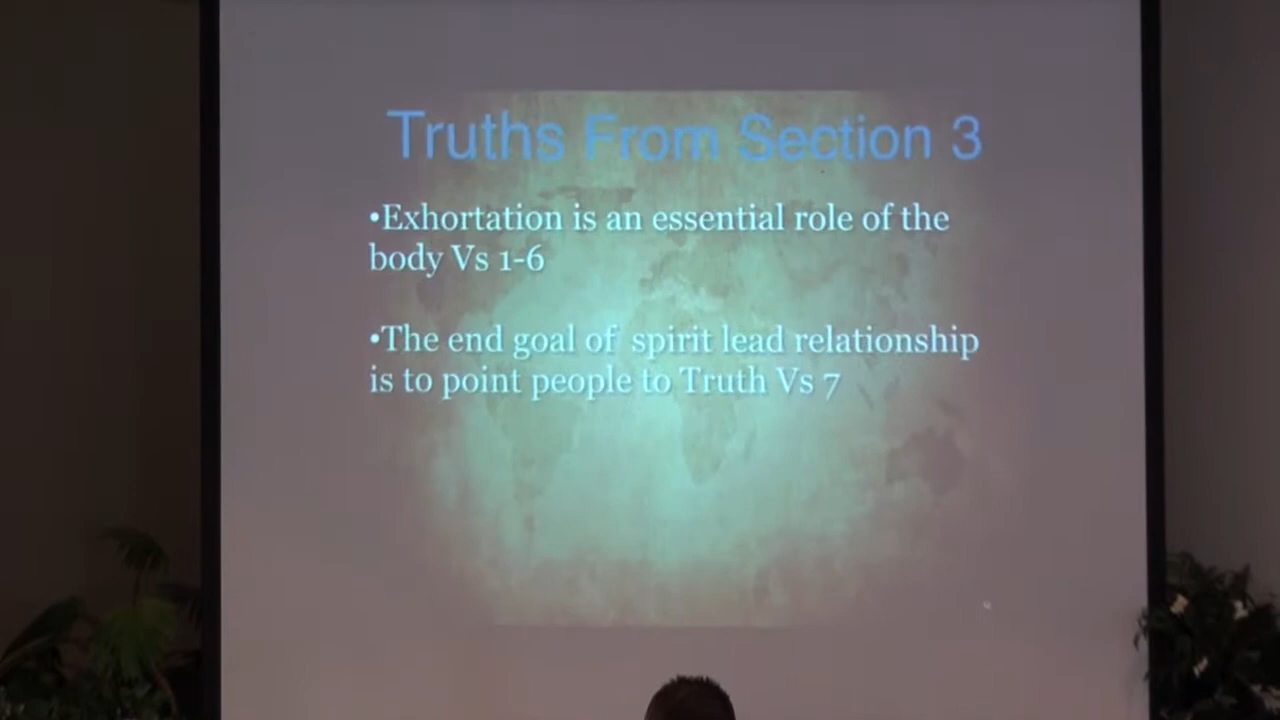 Truths From Section 3
•Exhortation is an essential role of the
body Vs 1-6
•The end goal of spirit lead relationship
is to point people to Truth Vs 7